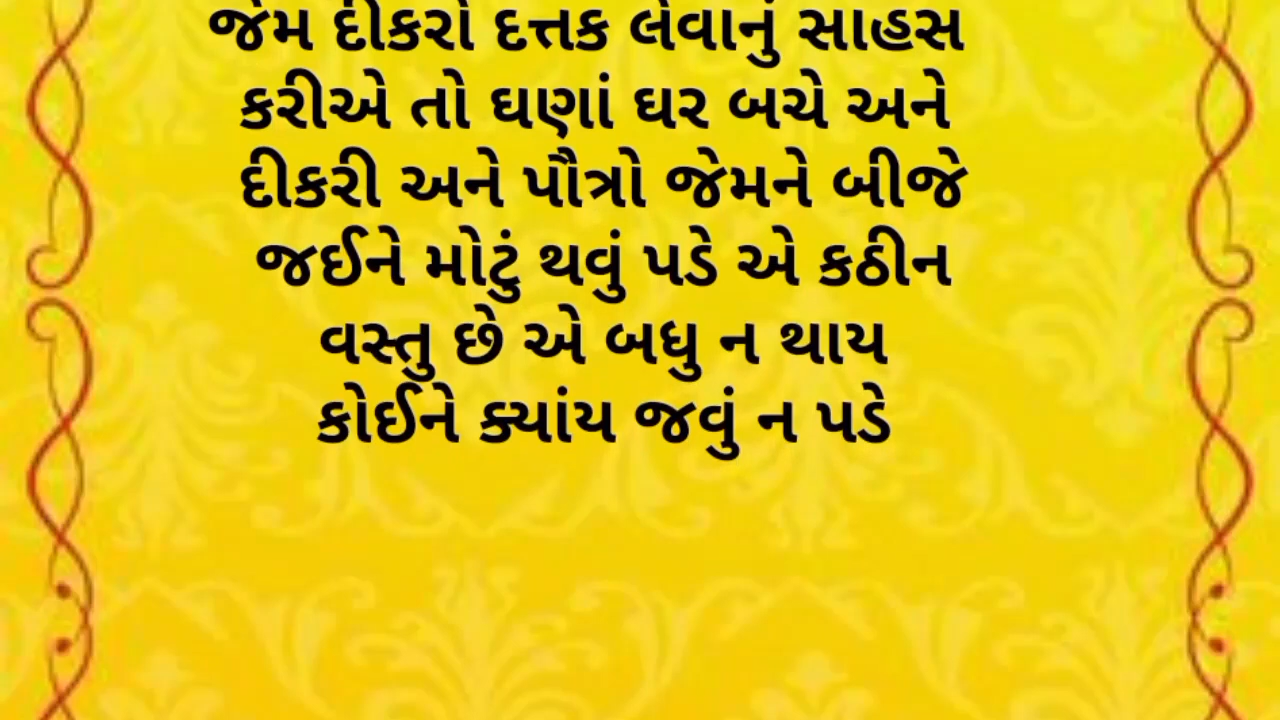 જેમ દીકરો દત્તક લેવાનું સાહસ
કરીએ તો ઘણાં ઘર બચે અને
દીકરી અને પૌત્રો જેમને બીજે
જઈને મોટું થવું પડે એ કઠીન
વસ્તુ છે એ બધુ ન થાય
કોઈને ક્યાંય જવું ન પડે